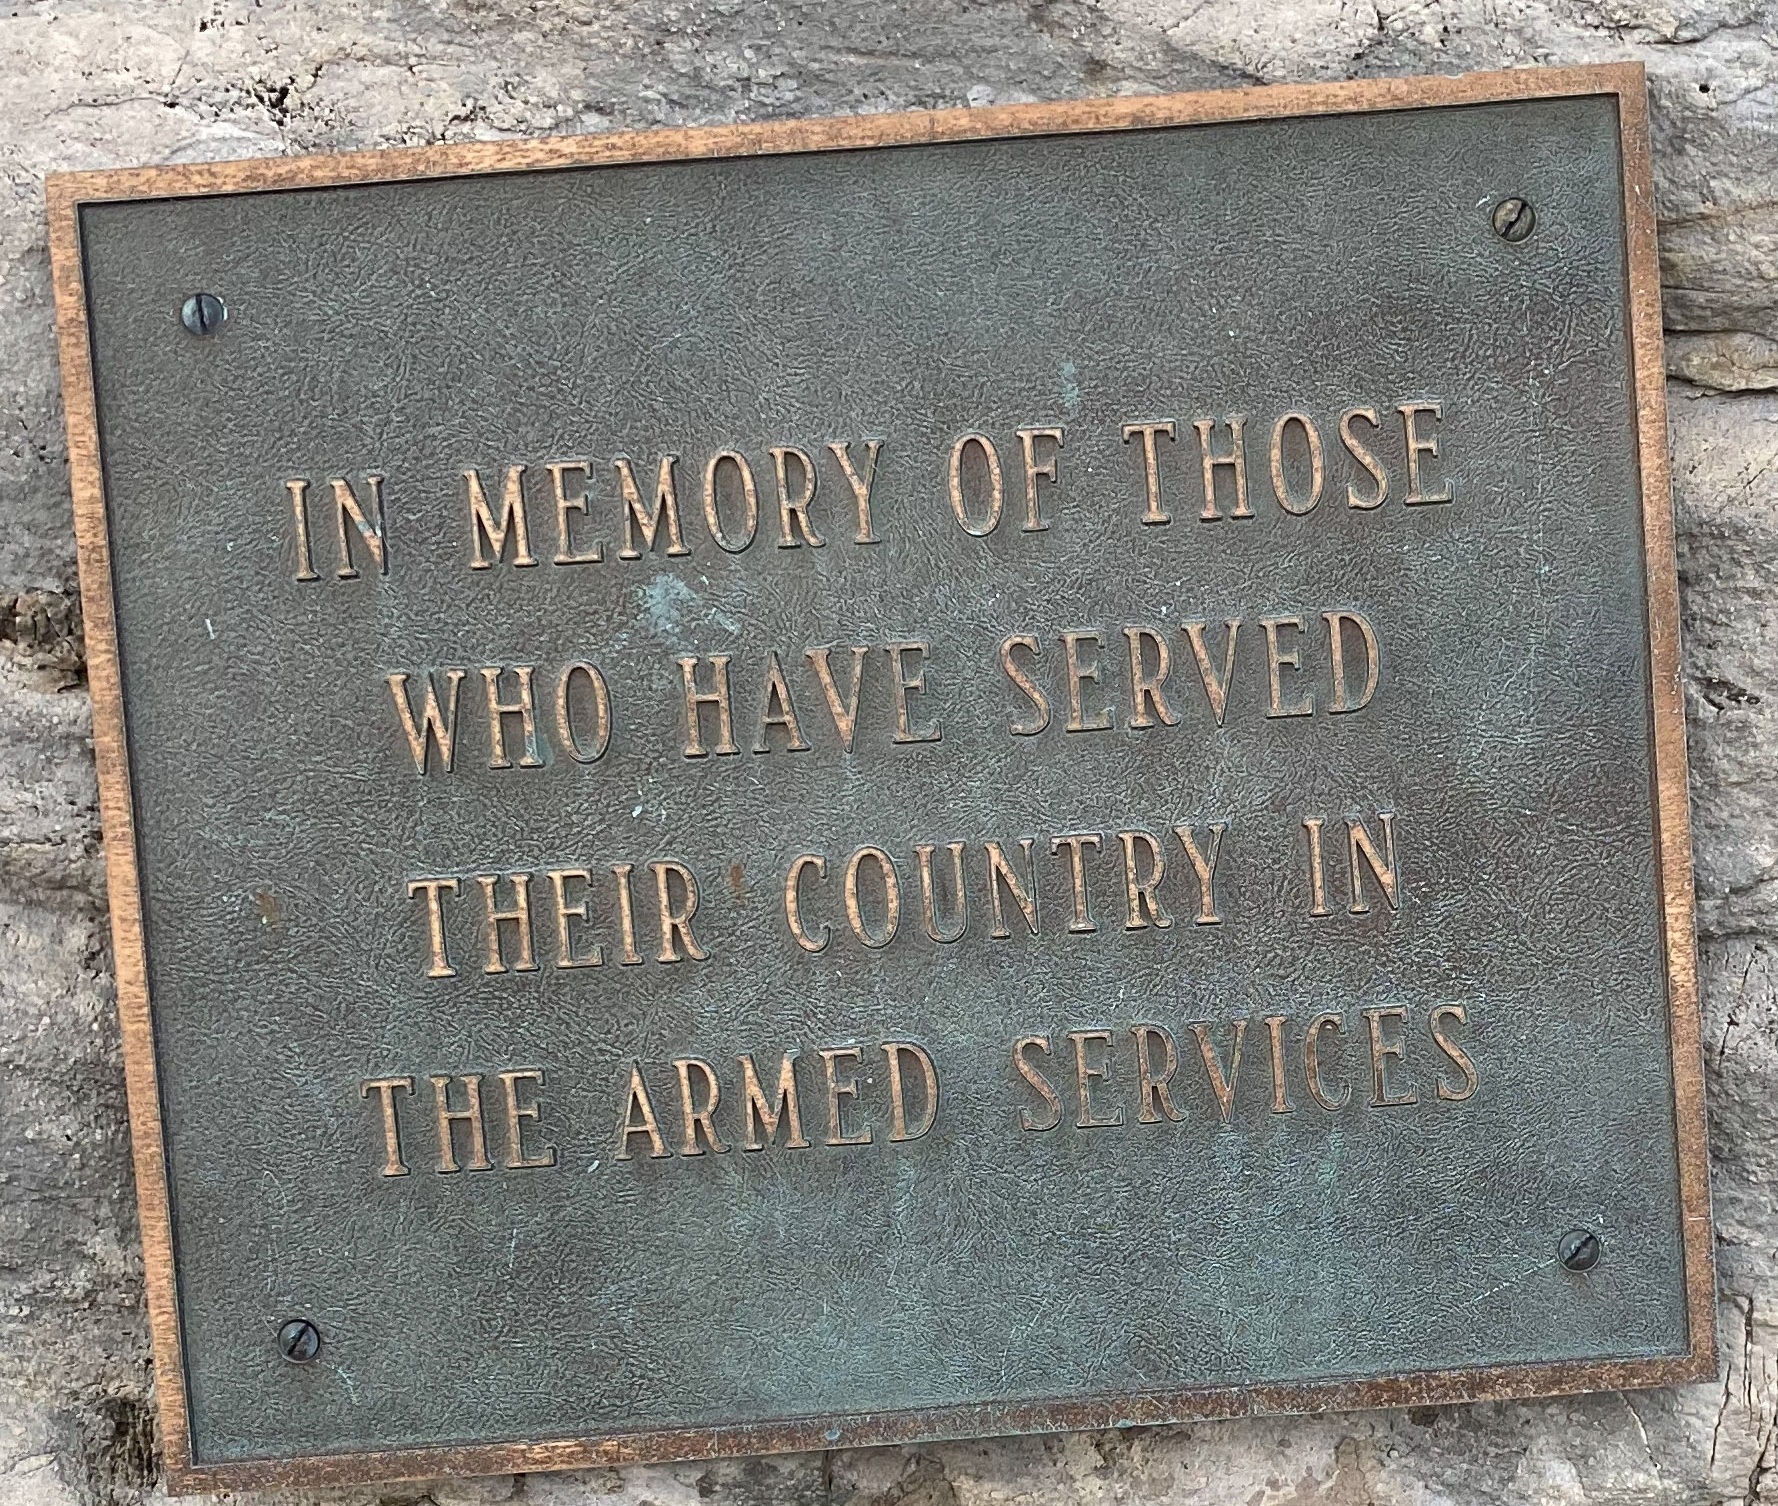 IN MEMORY OF THOSE
WHO HAVE SERVED
THEIR COUNTRY IN
THE ARMED SERVICES